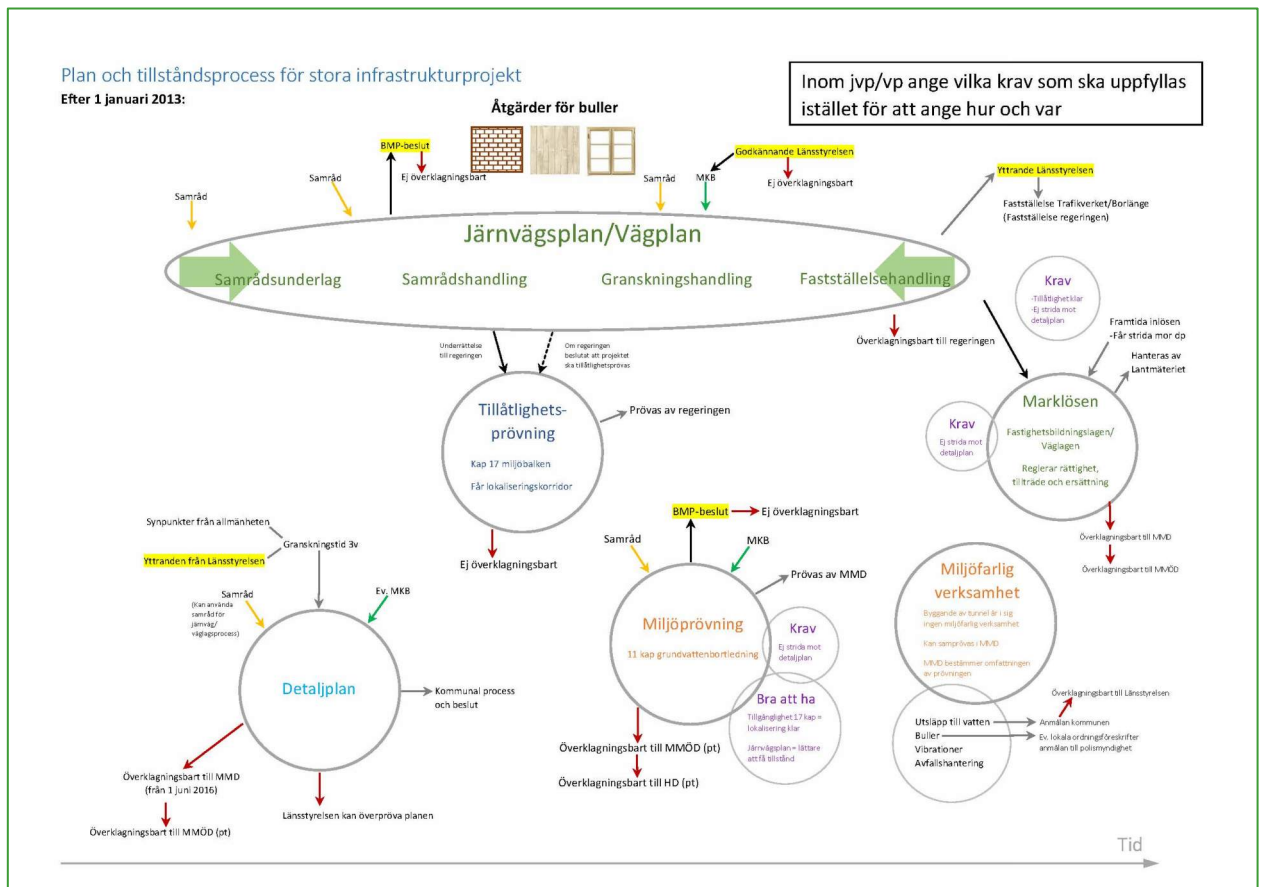 Plan och tillståndsprocess för stora infrastrukturprojekt
Efter 1 januari 2013:
Åtgärder för buller
Inom jvp/vp ange vilka krav som ska uppfyllas
istället för att ange hur och var
Samråd
Samråd
BMP-beslut
Ej överklagningsbart
Samråd
MKB
Godkännande Länsstyrelsen
Ej överklagningsbart
Yttrande Länsstyrelsen
Fastställelse Trafikverket/Borlänge
(Fastställelse regeringen)
Järnvägsplan/Vägplan
Samrådsunderlag
Samrådshandling
Granskningshandling
Fastställelsehandling
Överklagningsbart till regeringen
Krav
-Tillåtlighet klar
-Ej strida mot
detaljplan
Framtida inlösen
-Får strida mor dp
Hanteras av
Lantmäteriet
Underrättelse
till regeringen
Om regeringen
beslutat att projektet
ska tillåtlighetsprövas
Tillåtlighets-
prövning
Kap 17 miljöbalken
Får lokaliseringskorridor
Prövas av regeringen
Ej överklagningsbart
Krav
Ej strida mot
detaljplan
Marklösen
Fastighetsbildningslagen/
Väglagen
Reglerar rättighet,
tillträde och ersättning
Överklagningsbart till MMD
Överklagningsbart till MMÖD
Synpunkter från allmänheten
Granskningstid 3v
Yttranden från Länsstyrelsen
Samråd
(Kan använda
samråd för
järnväg/
väglagsprocess)
Ev. MKB
Detaljplan
Kommunal process
och beslut
Överklagningsbart till MMD
(från 1 juni 2016)
Överklagningsbart till MMÖD (pt)
Länsstyrelsen kan överpröva planen
BMP-beslut
Ej överklagningsbart
Samråd
MKB
Prövas av MMD
Miljöprövning
11 kap grundvattenbortledning
Krav
Ej strida mot
detaljplan
Bra att ha
Tillgänglighet 17 kap =
lokalisering klar
Järnvägsplan = lättare
att få tillstånd
Överklagningsbart till MMÖD (pt)
Överklagningsbart till HD (pt)
Miljöfarlig
verksamhet
Byggande av tunnel är i sig
ingen miljöfarlig verksamhet
Kan samprövas i MMD
MMD bestämmer omfattningen
av prövningen
Utsläpp till vatten
Buller
Vibrationer
Avfallshantering
Överklagningsbart till Länsstyrelsen
Anmälan kommunen
Ev. lokala ordningsföreskrifter
anmälan till polismyndighet
Tid